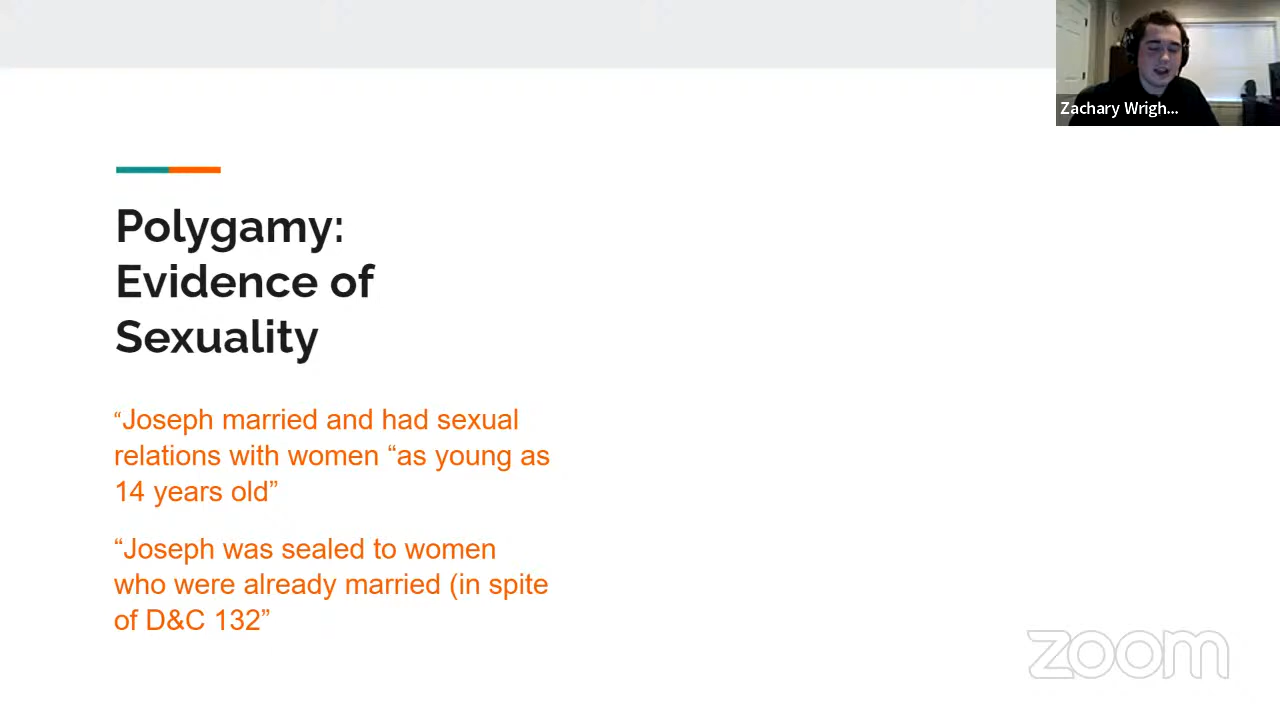 Zachary Wrigh...
Polygamy:
Evidence of
Sexuality
“Joseph married and had sexual
relations with women “as young as
14 years old”
“Joseph was sealed to women
who were already married (in spite
of D&C 132”
zoom